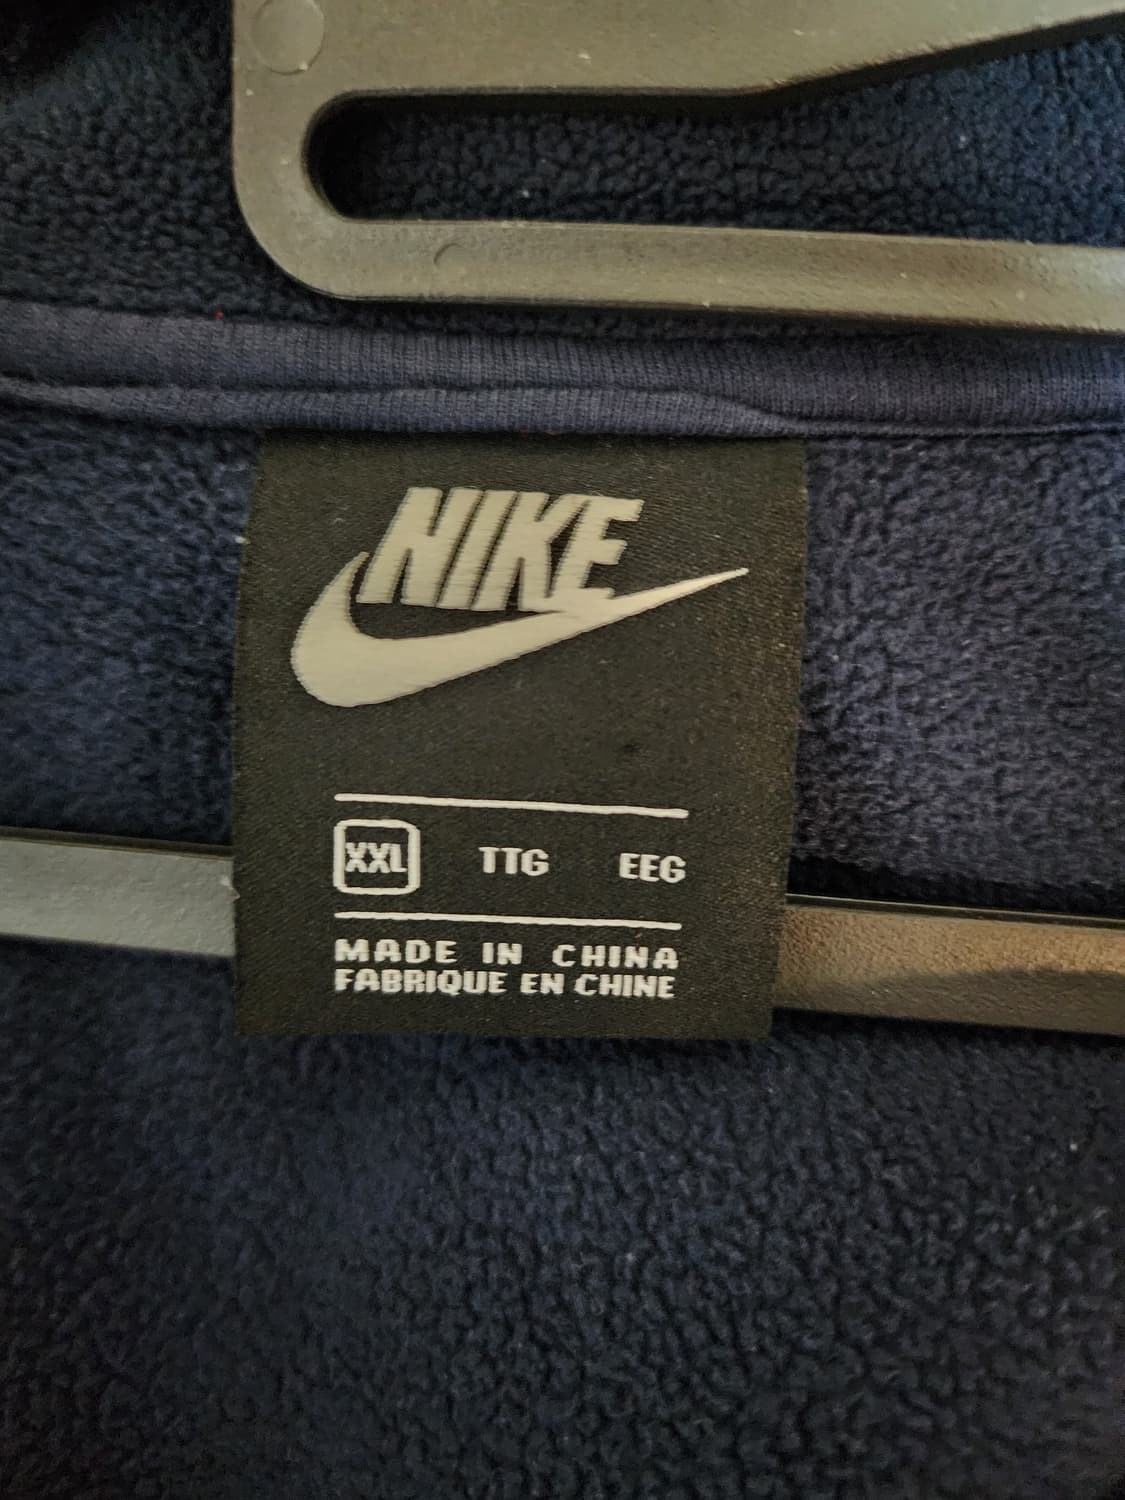 NIKE
XXL TTG EEG
MADE IN CHINA
FABRIQUE EN CHINE